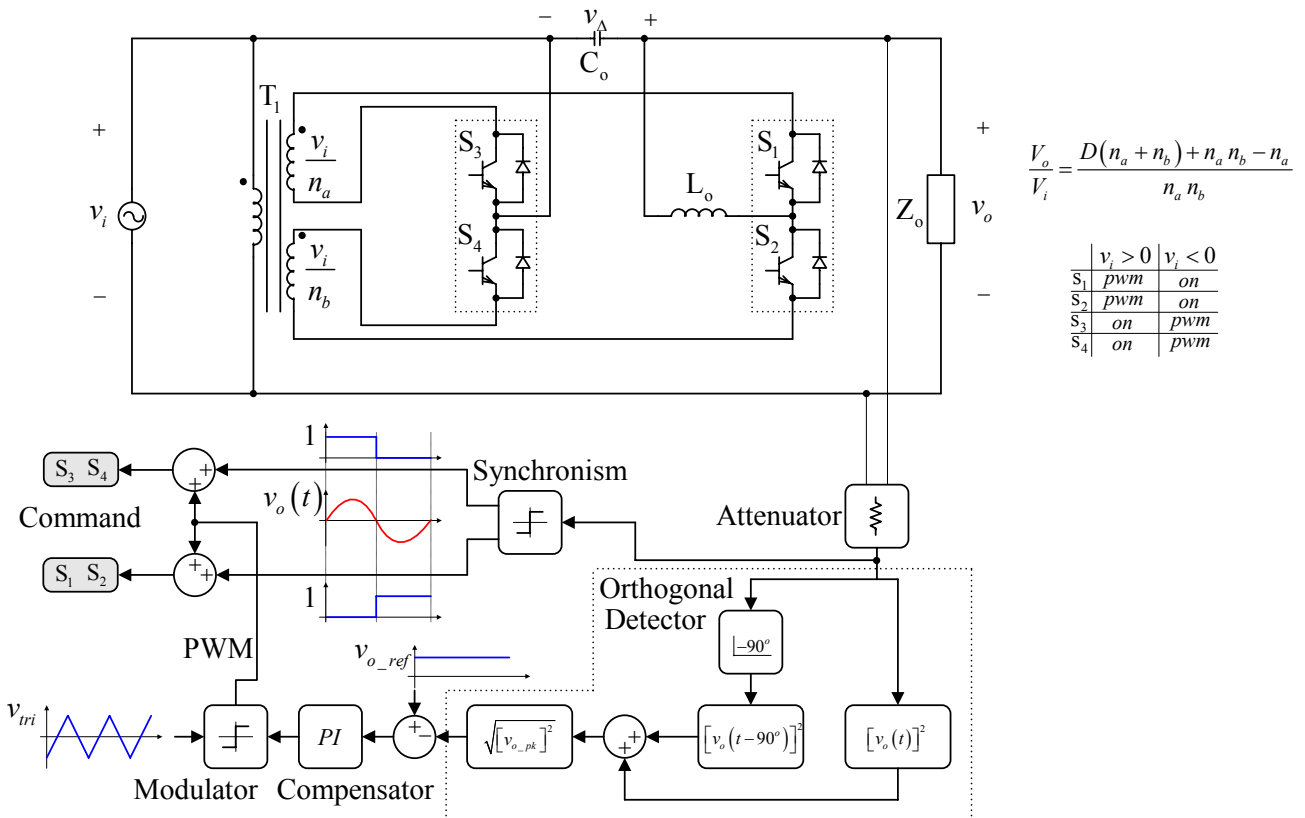 − v_Δ +
C_o
T_1
+
v_i
−
v_i / n_a
v_i / n_b
S_3
S_4
S_1
S_2
L_o
Z_o
+
v_o
−
V_o / V_i = D(n_a + n_b) + n_a n_b − n_a / n_a n_b
v_i > 0 v_i < 0
S_1 pwm on
S_2 pwm on
S_3 on pwm
S_4 on pwm
1
S_3 S_4
+
+
Synchronism
v_o(t)
Command
Attenuator
S_1 S_2
+
+
1
Orthogonal
Detector
PWM
|−90°
v_o_ref
v_tri
PI
+
−
√[v_o_pk]²
+
+
[v_o(t−90°)]²
[v_o(t)]²
Modulator
Compensator